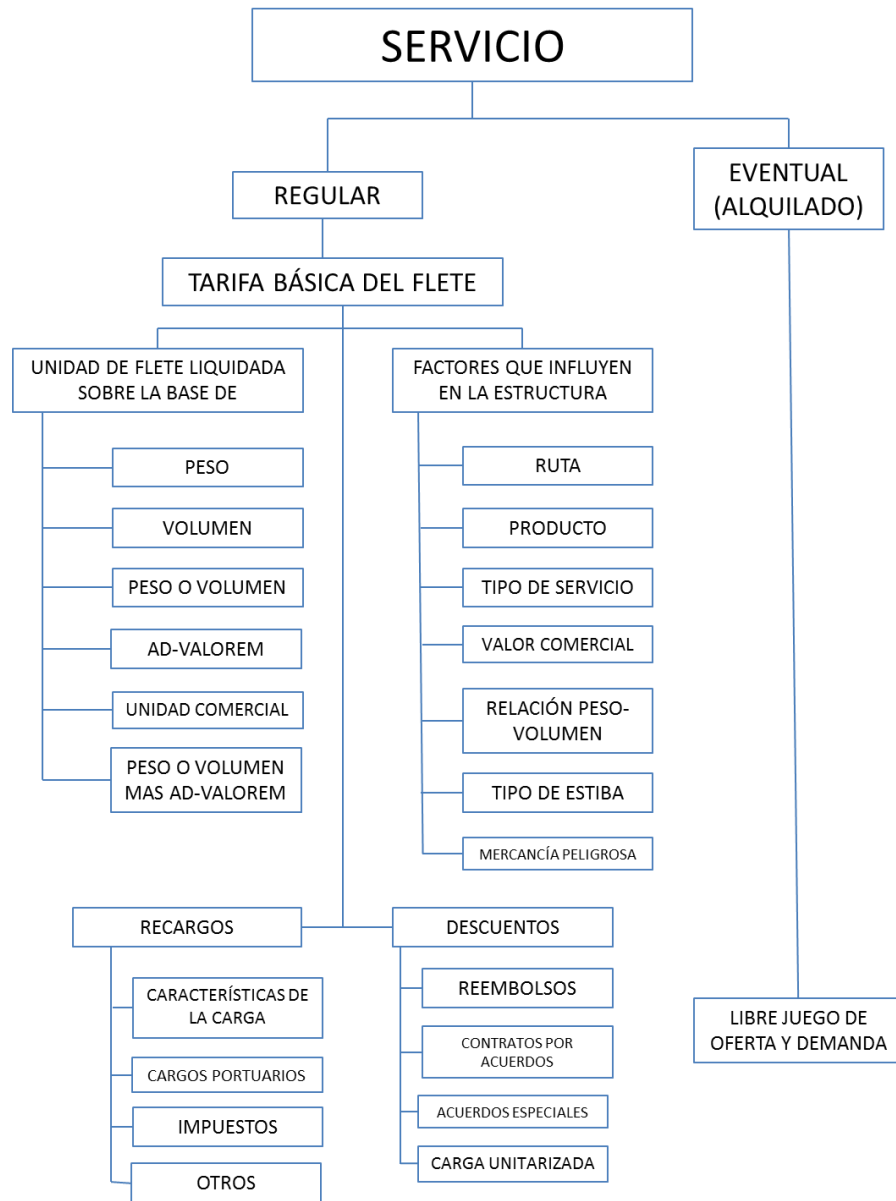 SERVICIO
REGULAR
EVENTUAL
(ALQUILADO)
TARIFA BÁSICA DEL FLETE
UNIDAD DE FLETE LIQUIDADA
SOBRE LA BASE DE
PESO
VOLUMEN
PESO O VOLUMEN
AD-VALOREM
UNIDAD COMERCIAL
PESO O VOLUMEN
MAS AD-VALOREM
FACTORES QUE INFLUYEN
EN LA ESTRUCTURA
RUTA
PRODUCTO
TIPO DE SERVICIO
VALOR COMERCIAL
RELACIÓN PESO-
VOLUMEN
TIPO DE ESTIBA
MERCANCÍA PELIGROSA
RECARGOS
CARACTERÍSTÍCAS DE
LA CARGA
CARGOS PORTUARIOS
IMPUESTOS
OTROS
DESCUENTOS
REEMBOLSOS
CONTRATOS POR
ACUERDOS
ACUERDOS ESPECIALES
CARGA UNITARIZADA
LIBRE JUEGO DE
OFERTA Y DEMANDA